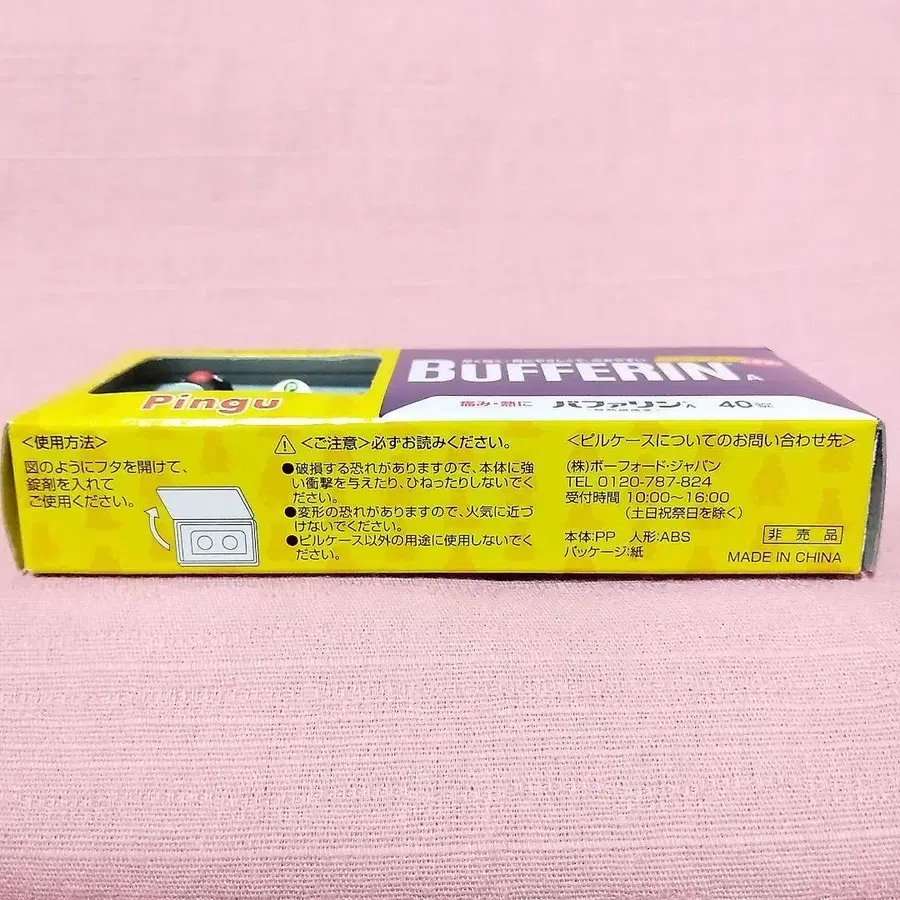 BUFFERIN A
Pingu
痛み・熱に バファリンA 40錠
<使用方法>
図のようにフタを開けて、
錠剤を入れて
ご使用ください。
<ご注意>必ずお読みください。
●破損する恐れがありますので、本体に強
い衝撃を与えたり、ひねったりしないでく
ださい。
●変形の恐れがありますので、火気に近づ
けないでください。
●ピルケース以外の用途に使用しないでく
ださい。
<ピルケースについてのお問い合わせ先>
(株)ボーフォード・ジャパン
TEL 0120-787-824
受付時間 10:00〜16:00
(土日祝祭日を除く)
本体:PP 人形:ABS
パッケージ:紙
非売品
MADE IN CHINA